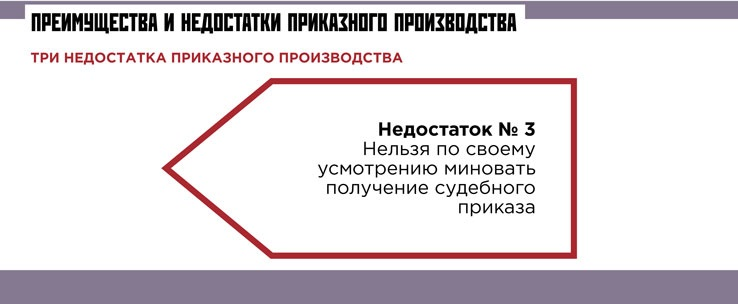 ПРЕИМУЩЕСТВА И НЕДОСТАТКИ ПРИКАЗНОГО ПРОИЗВОДСТВА
ТРИ НЕДОСТАТКА ПРИКАЗНОГО ПРОИЗВОДСТВА
Недостаток № 3
Нельзя по своему
усмотрению миновать
получение судебного
приказа